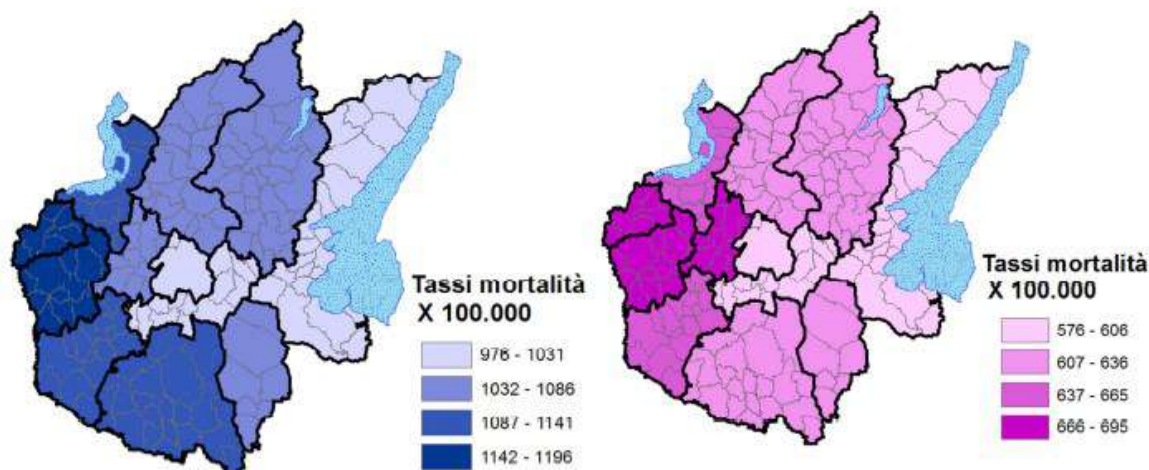 Tassi mortalità
X 100.000
976 - 1031
1032 - 1086
1087 - 1141
1142 - 1196
Tassi mortalità
X 100.000
576 - 606
607 - 636
637 - 665
666 - 695